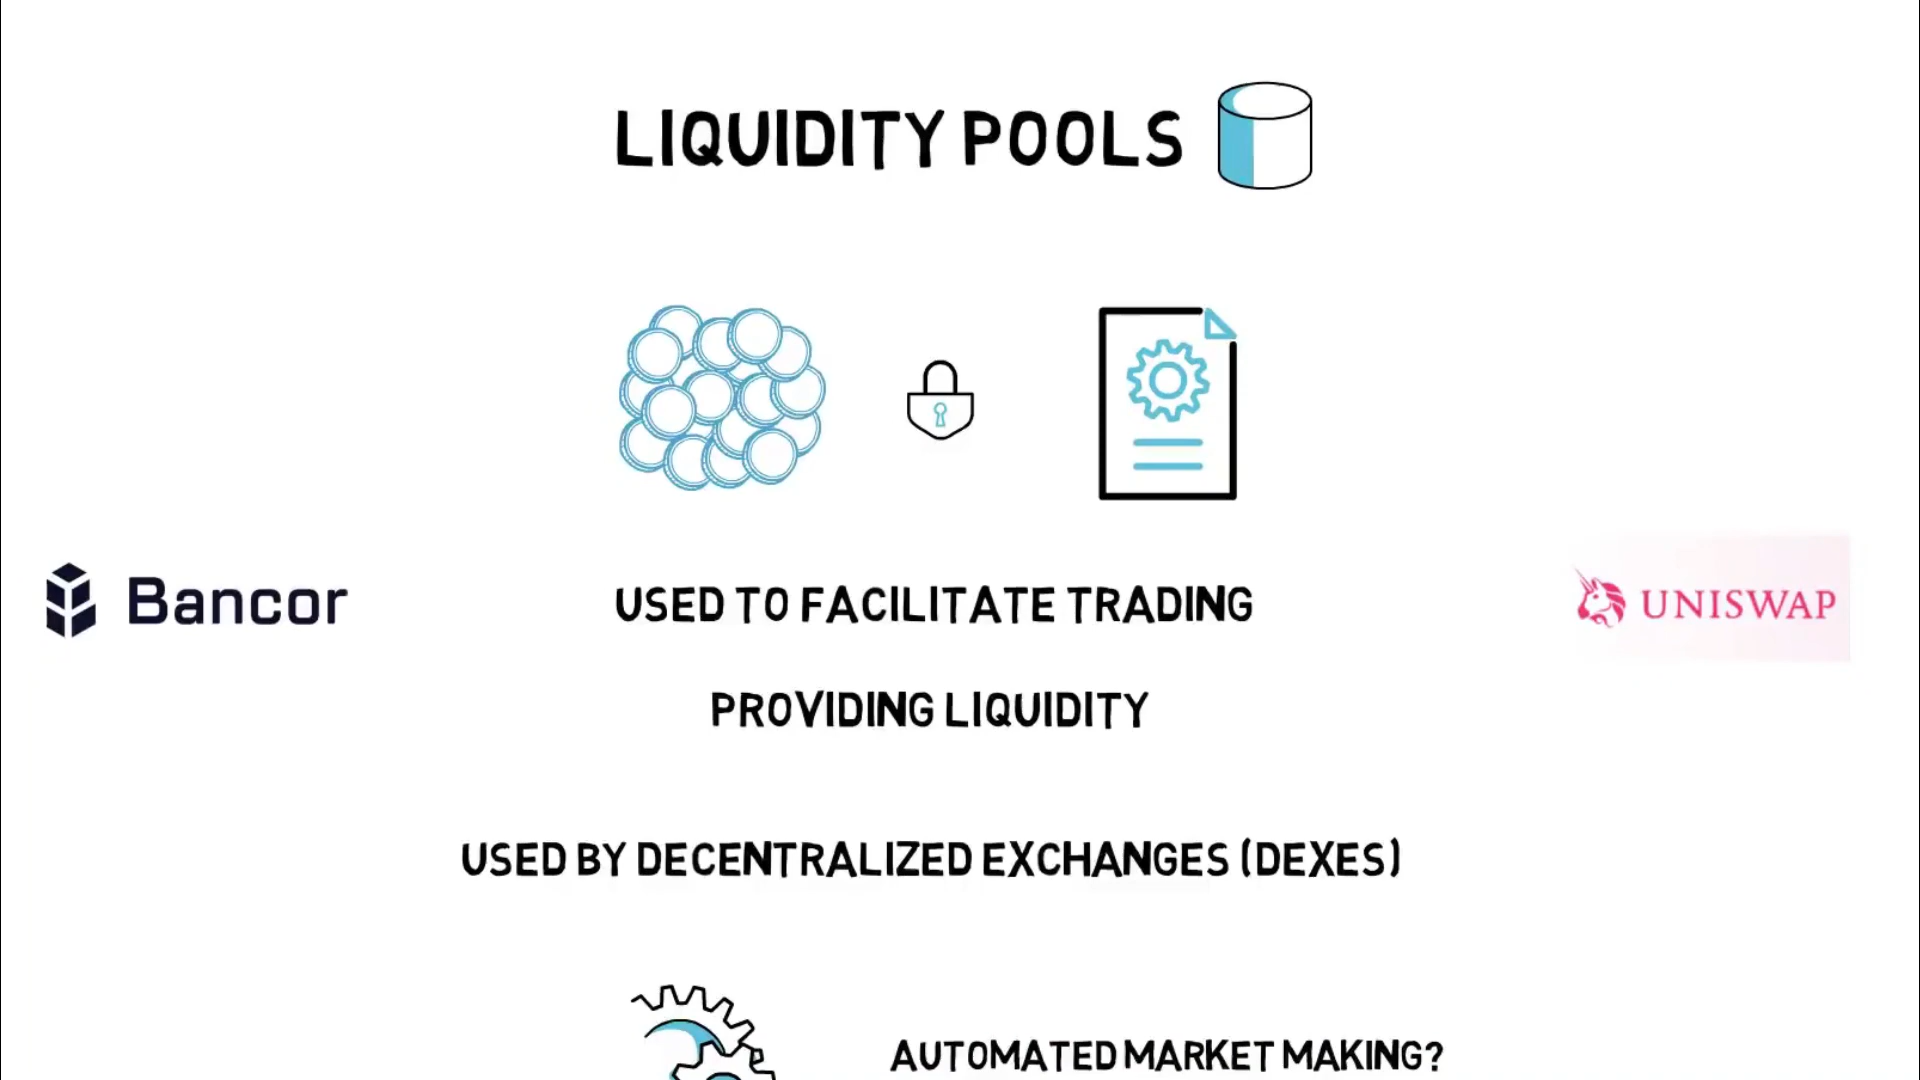 LIQUIDITY POOLS
Bancor
USED TO FACILITATE TRADING
UNISWAP
PROVIDING LIQUIDITY
USED BY DECENTRALIZED EXCHANGES (DEXES)
AUTOMATED MARKET MAKING?